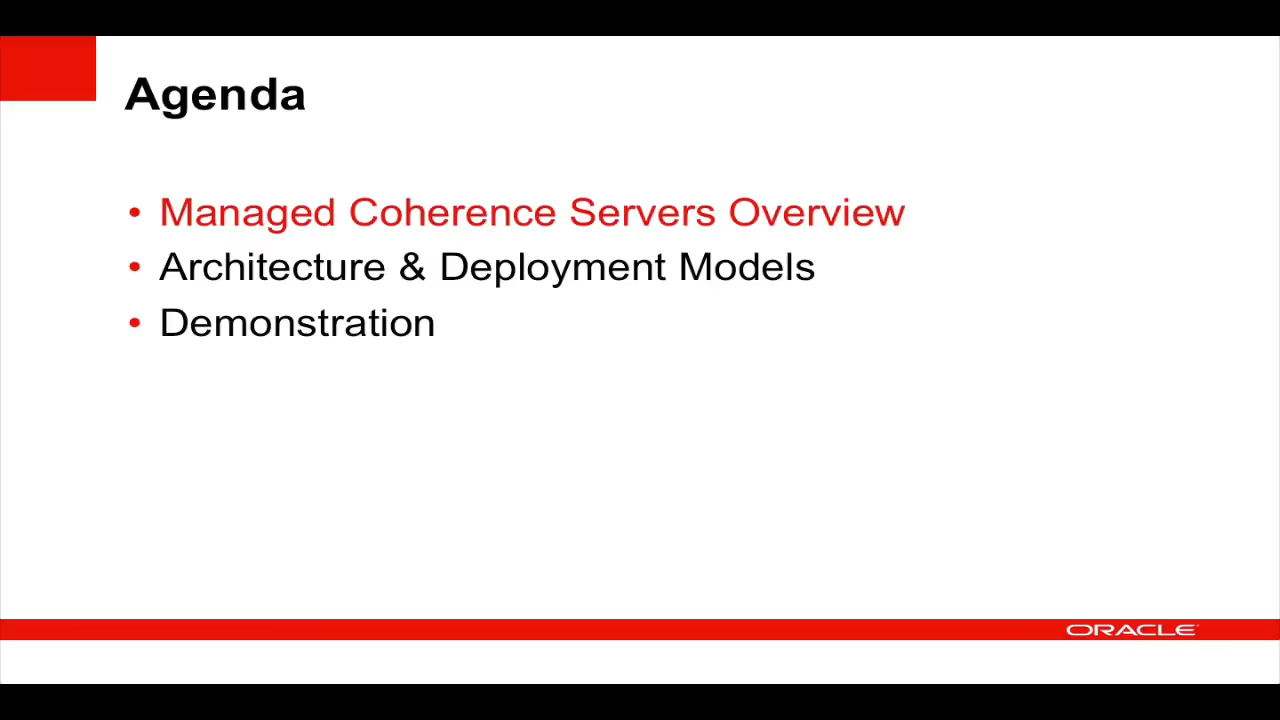 Agenda
• Managed Coherence Servers Overview
• Architecture & Deployment Models
• Demonstration
ORACLE